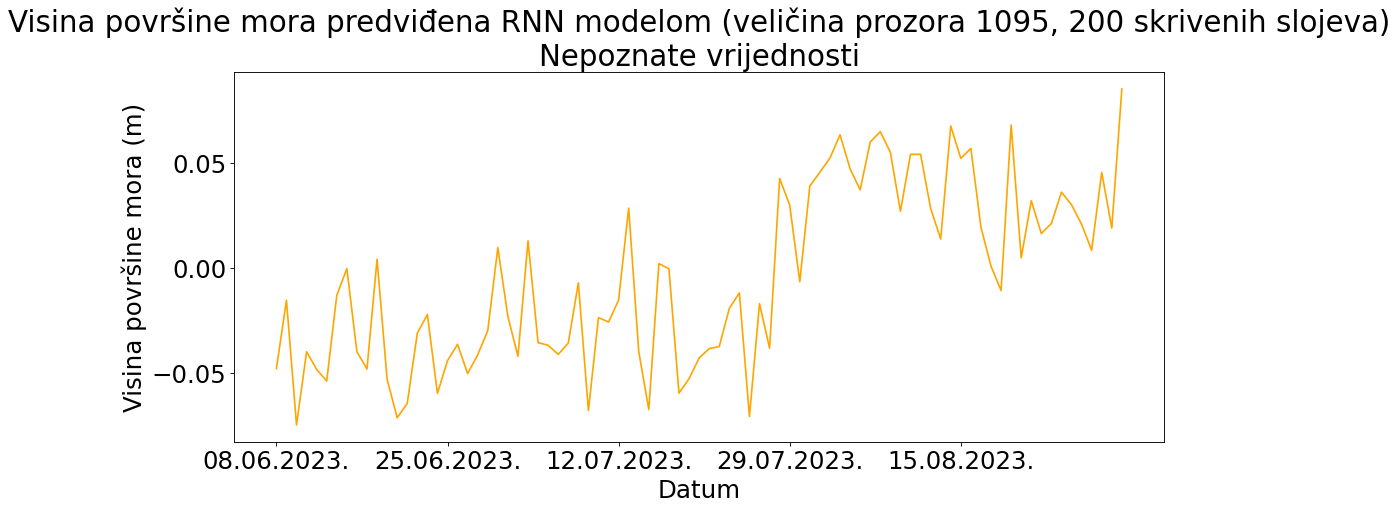 Visina površine mora predviđena RNN modelom (veličina prozora 1095, 200 skrivenih slojeva)
Nepoznate vrijednosti
Visina površine mora (m)
0.05
0.00
−0.05
08.06.2023. 25.06.2023. 12.07.2023. 29.07.2023. 15.08.2023.
Datum